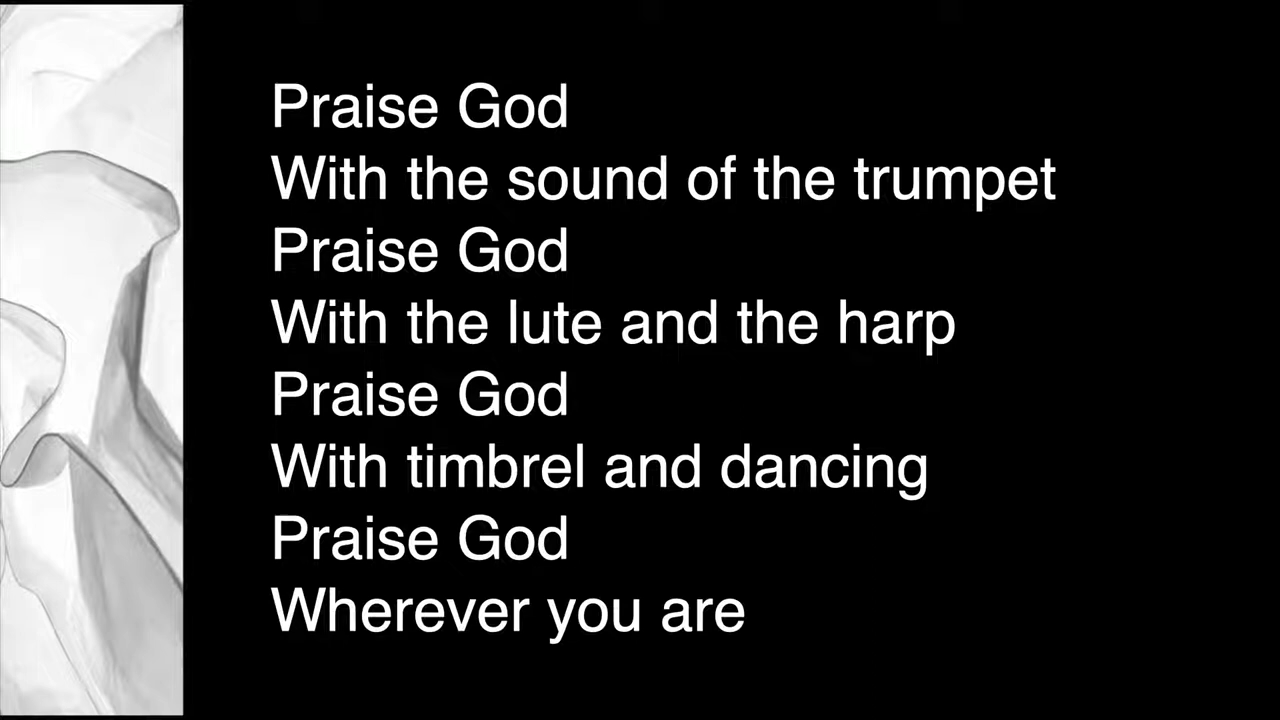 Praise God
With the sound of the trumpet
Praise God
With the lute and the harp
Praise God
With timbrel and dancing
Praise God
Wherever you are